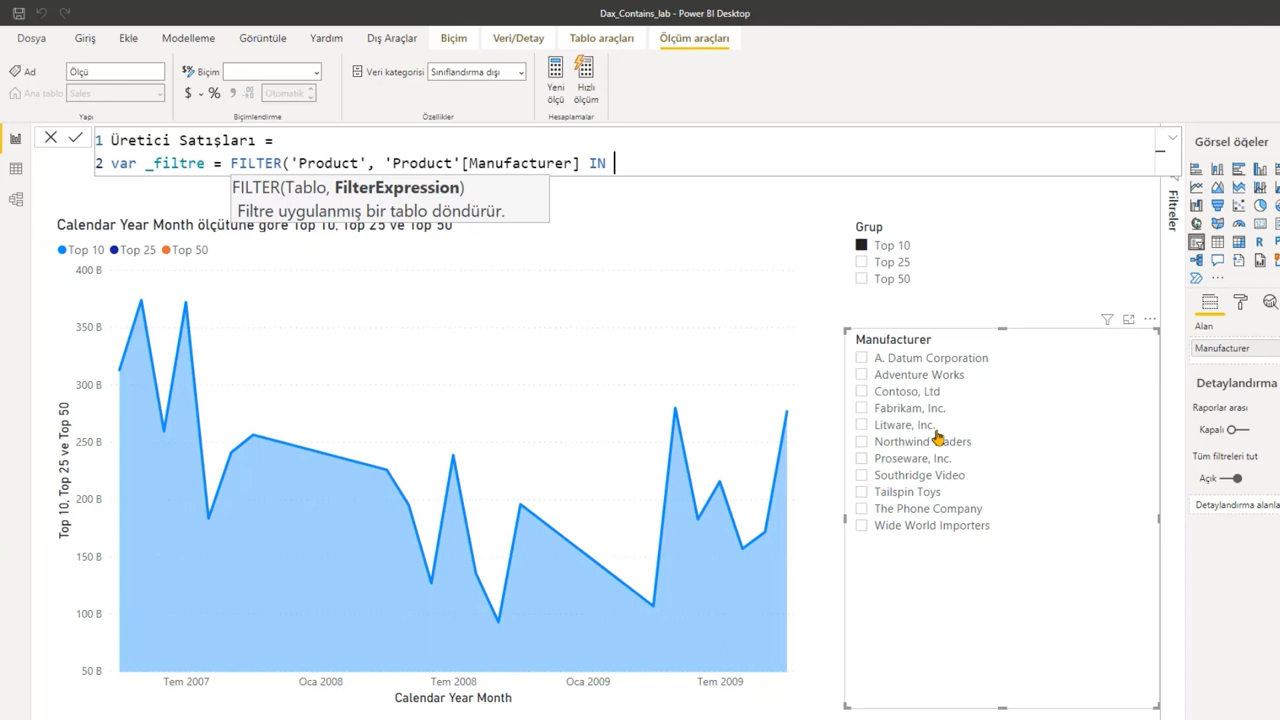 Dax_Contains_lab - Power BI Desktop
Dosya Giriş Ekle Modelleme Görüntüle Yardım Dış Araçlar Biçim Veri/Detay Tablo araçları Ölçüm araçları
Ad Ölçü
Ana tablo Sales
Yapı
Biçim
$ % 9 Otomatik
Biçimlendirme
Veri kategorisi Sınıflandırma dışı
Özellikler
Yeni ölçü
Hızlı ölçüm
Hesaplamalar
1 Üretici Satışları =
2 var _filtre = FILTER('Product', 'Product'[Manufacturer] IN
FILTER(Tablo, FilterExpression)
Filtre uygulanmış bir tablo döndürür.
Calendar Year Month ölçütüne göre Top 10, Top 25 ve Top 50
Top 10 Top 25 Top 50
400 B
350 B
300 B
250 B
200 B
150 B
100 B
50 B
Top 10, Top 25 ve Top 50
Tem 2007 Oca 2008 Tem 2008 Oca 2009 Tem 2009
Calendar Year Month
Grup
Top 10
Top 25
Top 50
Manufacturer
A. Datum Corporation
Adventure Works
Contoso, Ltd
Fabrikam, Inc.
Litware, Inc.
Northwind
Proseware, Inc.
Southridge Video
Tailspin Toys
The Phone Company
Wide World Importers
Filtreler
Görsel öğeler
R
Alan
Manufacturer
Detaylandırma
Raporlar arası
Kapalı
Tüm filtreleri tut
Açık
Detaylandırma alanla